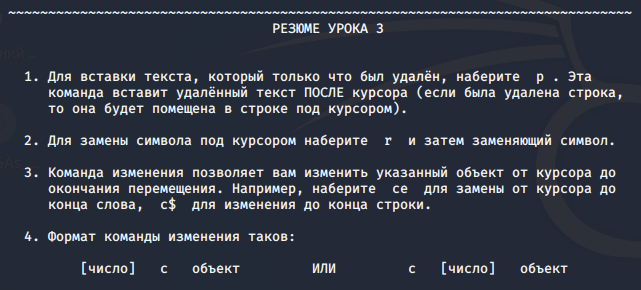 ~~~~~~~~~~~~~~~~~~~~~~~~~~~~~~~~~~~~~~~~~~~~~~~~~~~~~~~~~~~~~~~~~~~~~~~~~~~~~~
РЕЗЮМЕ УРОКА 3
1. Для вставки текста, который только что был удалён, наберите p . Эта
команда вставит удалённый текст ПОСЛЕ курсора (если была удалена строка,
то она будет помещена в строке под курсором).
2. Для замены символа под курсором наберите r и затем заменяющий символ.
3. Команда изменения позволяет вам изменить указанный объект от курсора до
окончания перемещения. Например, наберите ce для замены от курсора до
конца слова, c$ для изменения до конца строки.
4. Формат команды изменения таков:
[число] c объект ИЛИ c [число] объект